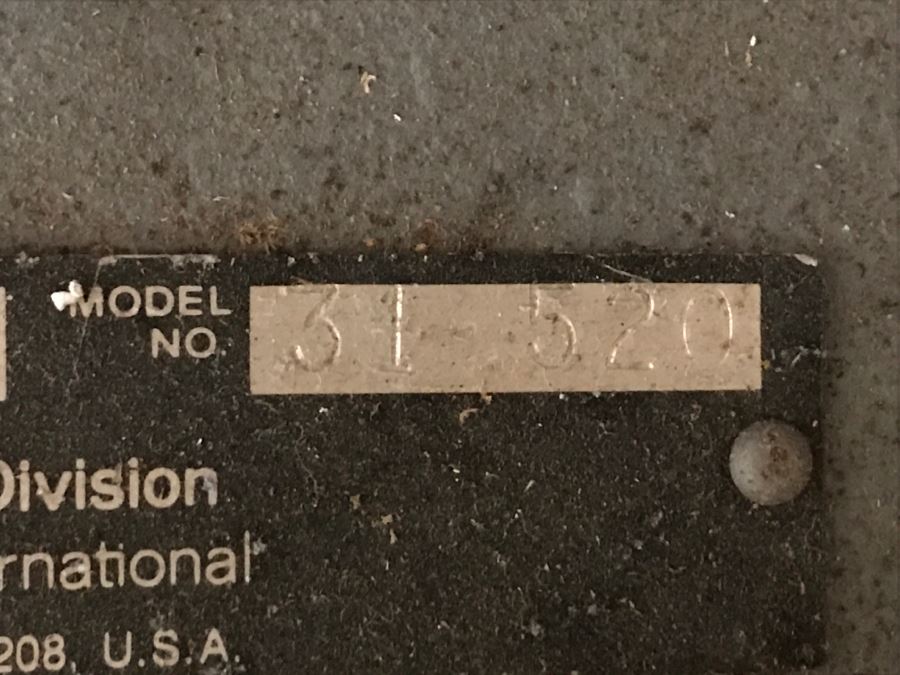 MODEL
NO. 31-520
Division
rnational
208, U.S.A.